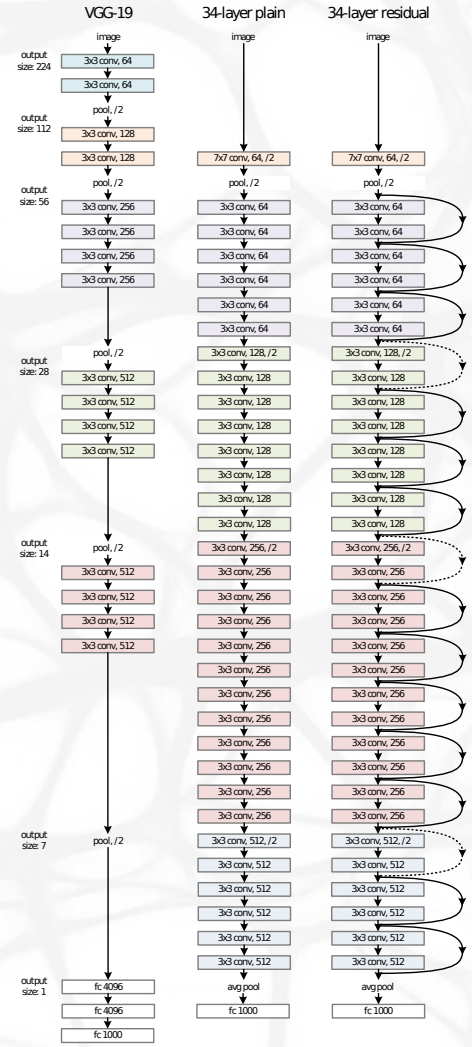 VGG-19
image
output
size: 224
3x3 conv, 64
3x3 conv, 64
pool, /2
output
size: 112
3x3 conv, 128
3x3 conv, 128
pool, /2
output
size: 56
3x3 conv, 256
3x3 conv, 256
3x3 conv, 256
3x3 conv, 256
pool, /2
output
size: 28
3x3 conv, 512
3x3 conv, 512
3x3 conv, 512
3x3 conv, 512
output
size: 14
pool, /2
3x3 conv, 512
3x3 conv, 512
3x3 conv, 512
3x3 conv, 512
output
size: 7
pool, /2
output
size: 1
fc 4096
fc 4096
fc 1000
34-layer plain
image
7x7 conv, 64, /2
pool, /2
3x3 conv, 64
3x3 conv, 64
3x3 conv, 64
3x3 conv, 64
3x3 conv, 64
3x3 conv, 64
3x3 conv, 128, /2
3x3 conv, 128
3x3 conv, 128
3x3 conv, 128
3x3 conv, 128
3x3 conv, 128
3x3 conv, 128
3x3 conv, 128
3x3 conv, 256, /2
3x3 conv, 256
3x3 conv, 256
3x3 conv, 256
3x3 conv, 256
3x3 conv, 256
3x3 conv, 256
3x3 conv, 256
3x3 conv, 256
3x3 conv, 256
3x3 conv, 256
3x3 conv, 256
3x3 conv, 512, /2
3x3 conv, 512
3x3 conv, 512
3x3 conv, 512
3x3 conv, 512
3x3 conv, 512
avg pool
fc 1000
34-layer residual
image
7x7 conv, 64, /2
pool, /2
3x3 conv, 64
3x3 conv, 64
3x3 conv, 64
3x3 conv, 64
3x3 conv, 64
3x3 conv, 64
3x3 conv, 128, /2
3x3 conv, 128
3x3 conv, 128
3x3 conv, 128
3x3 conv, 128
3x3 conv, 128
3x3 conv, 128
3x3 conv, 128
3x3 conv, 256, /2
3x3 conv, 256
3x3 conv, 256
3x3 conv, 256
3x3 conv, 256
3x3 conv, 256
3x3 conv, 256
3x3 conv, 256
3x3 conv, 256
3x3 conv, 256
3x3 conv, 256
3x3 conv, 256
3x3 conv, 512, /2
3x3 conv, 512
3x3 conv, 512
3x3 conv, 512
3x3 conv, 512
3x3 conv, 512
avg pool
fc 1000